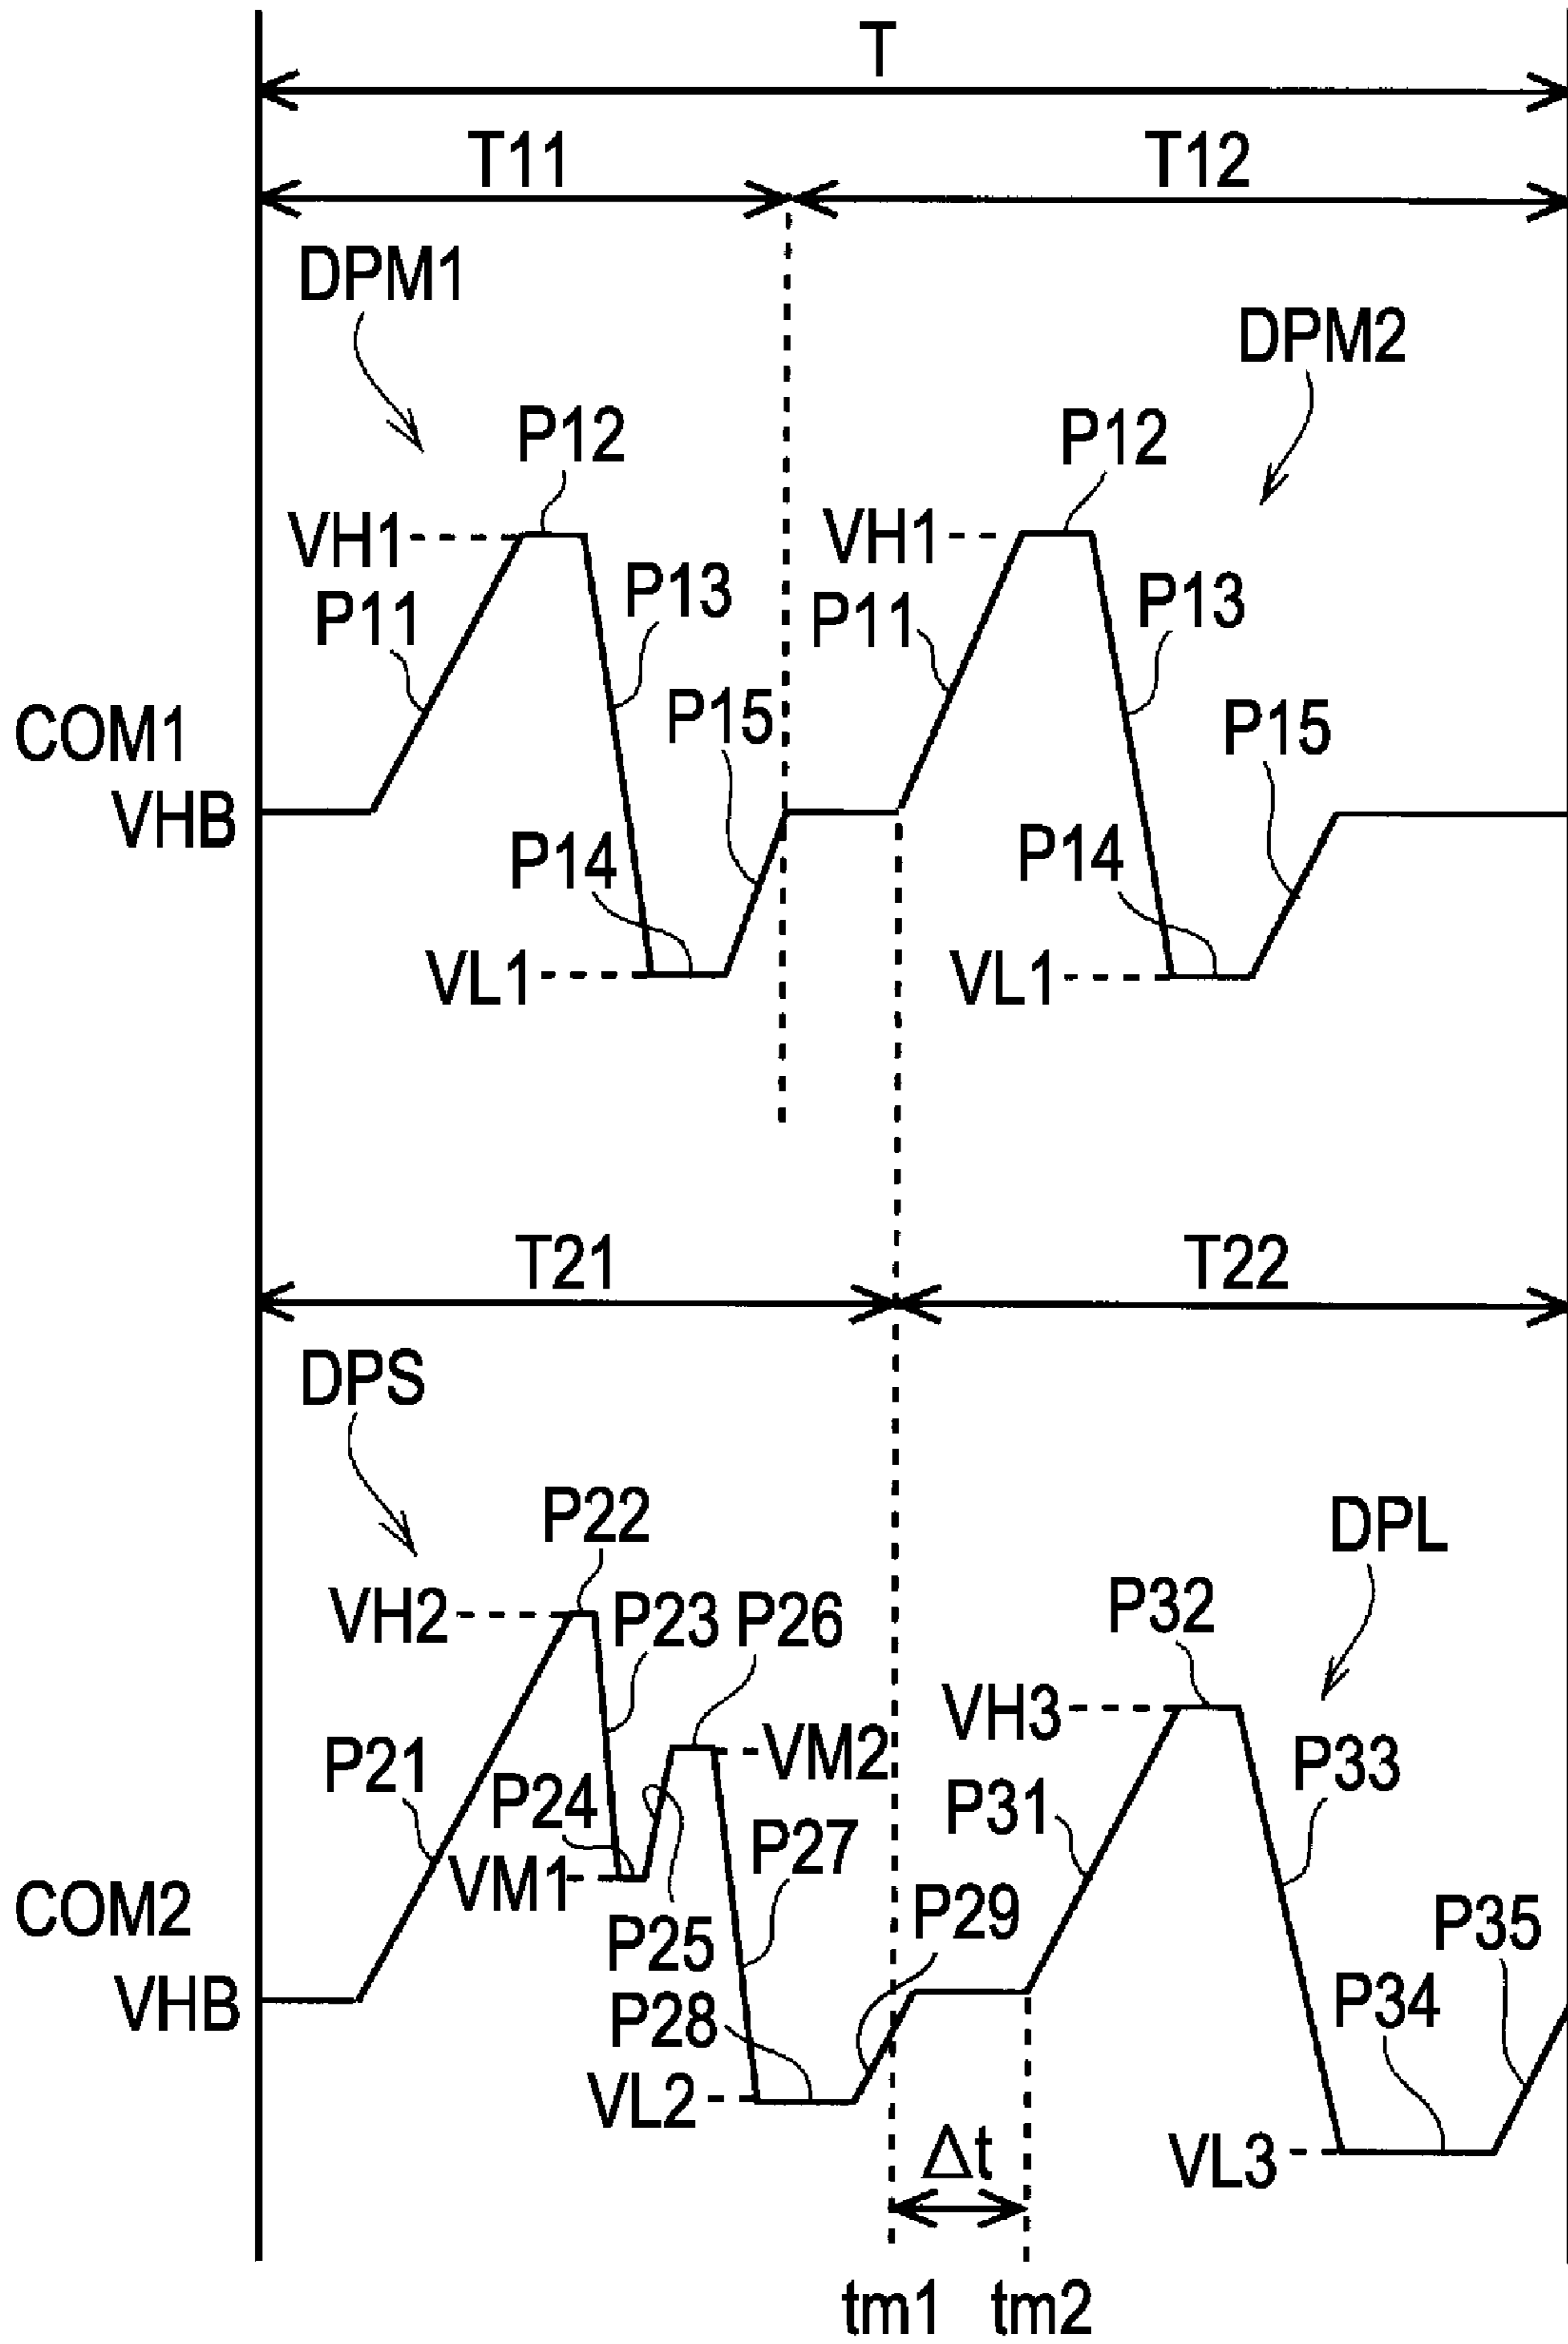 T
T11 T12
DPM1
DPM2
P12 P12
VH1 VH1
P13 P13
P11 P11
P15 P15
COM1
VHB
P14 P14
VL1 VL1
T21 T22
DPS
P22 DPL
VH2 P23 P26 P32
VH3
P21 VM2 P33
P24 P31
VM1 P27
COM2 P25 P29 P35
VHB P28 P34
VL2
Δt VL3
tm1 tm2